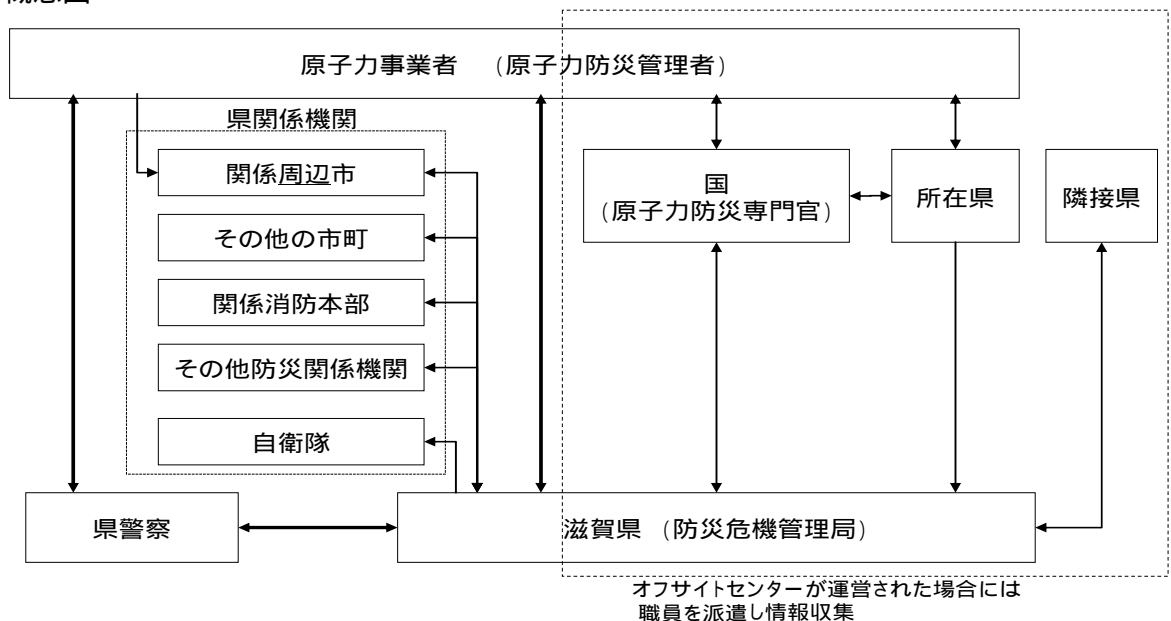 概念図
原子力事業者 (原子力防災管理者)
県関係機関
関係周辺市
その他の市町
関係消防本部
その他防災関係機関
自衛隊
国
(原子力防災専門官)
所在県
隣接県
県警察
滋賀県 (防災危機管理局)
オフサイトセンターが運営された場合には
職員を派遣し情報収集